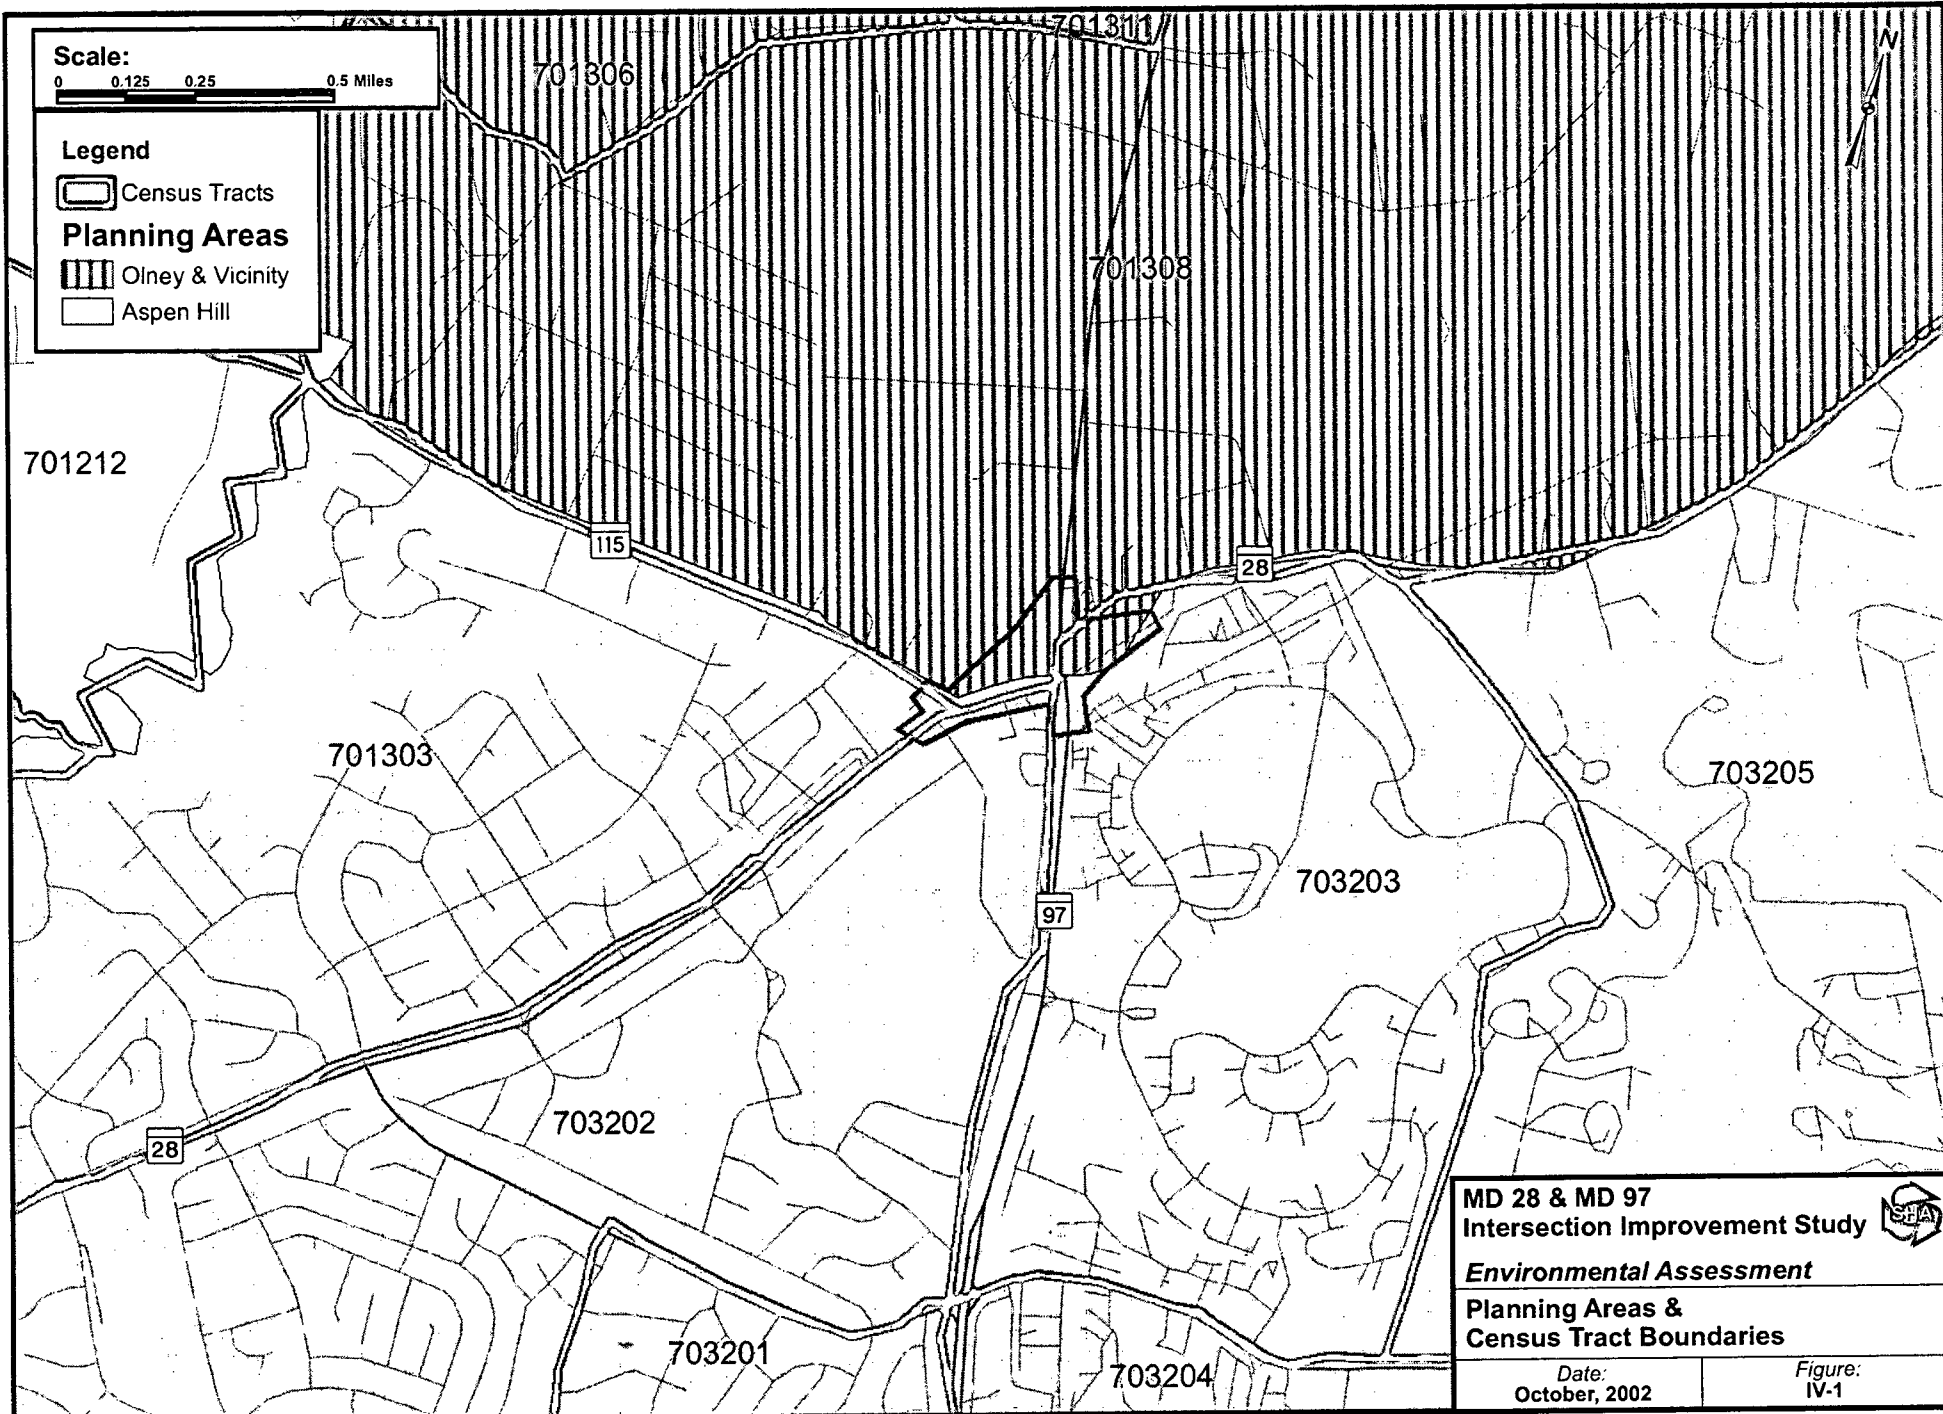 Scale:
0 0.125 0.25 .5 Miles
Legend
Census Tracts
Planning Areas
Olney & Vicinity
Aspen Hill
N
701311
701306
701308
701212
115
28
701303
703205
703203
97
703202
28
703201
703204
MD 28 & MD 97
Intersection Improvement Study
SHA
Environmental Assessment
Planning Areas &
Census Tract Boundaries
Date:
October, 2002
Figure:
IV-1